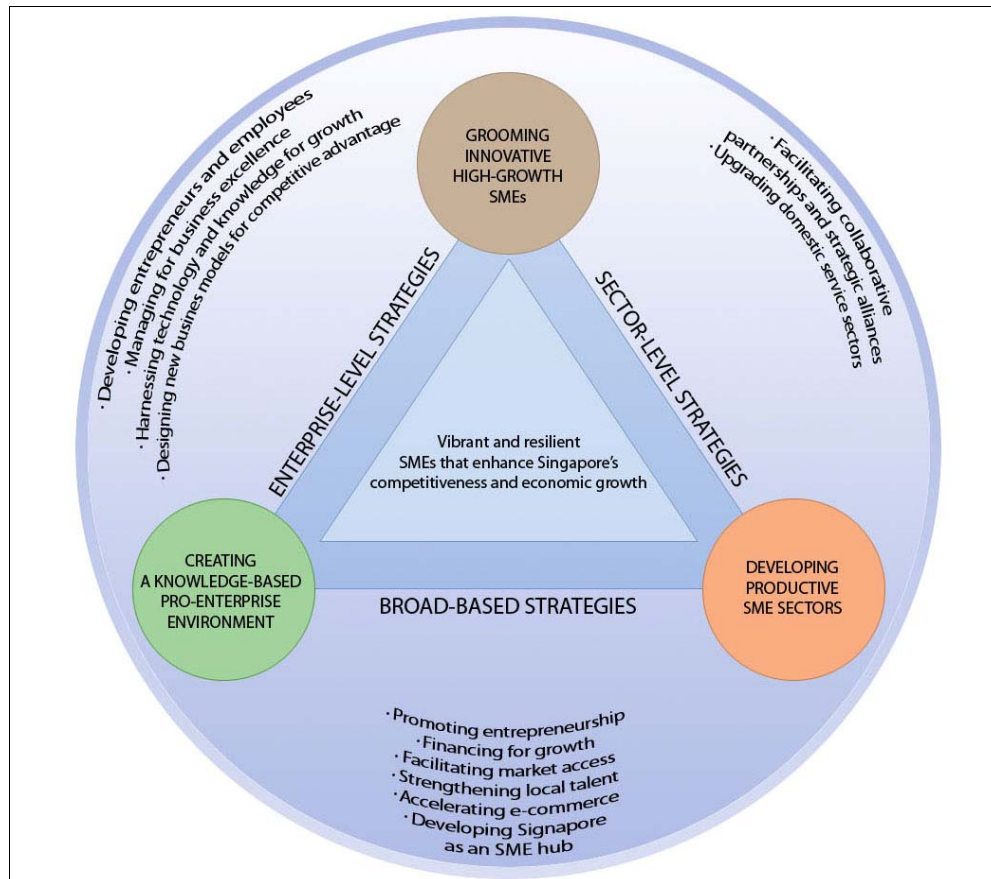 · Developing entrepreneurs and employees
· Managing for business excellence
· Harnessing technology and knowledge for growth
· Designing new business models for competitive advantage
GROOMING
INNOVATIVE
HIGH-GROWTH
SMEs
· Facilitating collaborative
partnerships and strategic alliances
· Upgrading domestic service sectors
ENTERPRISE-LEVEL STRATEGIES
SECTOR-LEVEL STRATEGIES
Vibrant and resilient
SMEs that enhance Singapore's
competitiveness and economic growth
CREATING
A KNOWLEDGE-BASED
PRO-ENTERPRISE
ENVIRONMENT
BROAD-BASED STRATEGIES
DEVELOPING
PRODUCTIVE
SME SECTORS
· Promoting entrepreneurship
· Financing for growth
· Facilitating market access
· Strengthening local talent
· Accelerating e-commerce
· Developing Signapore
as an SME hub